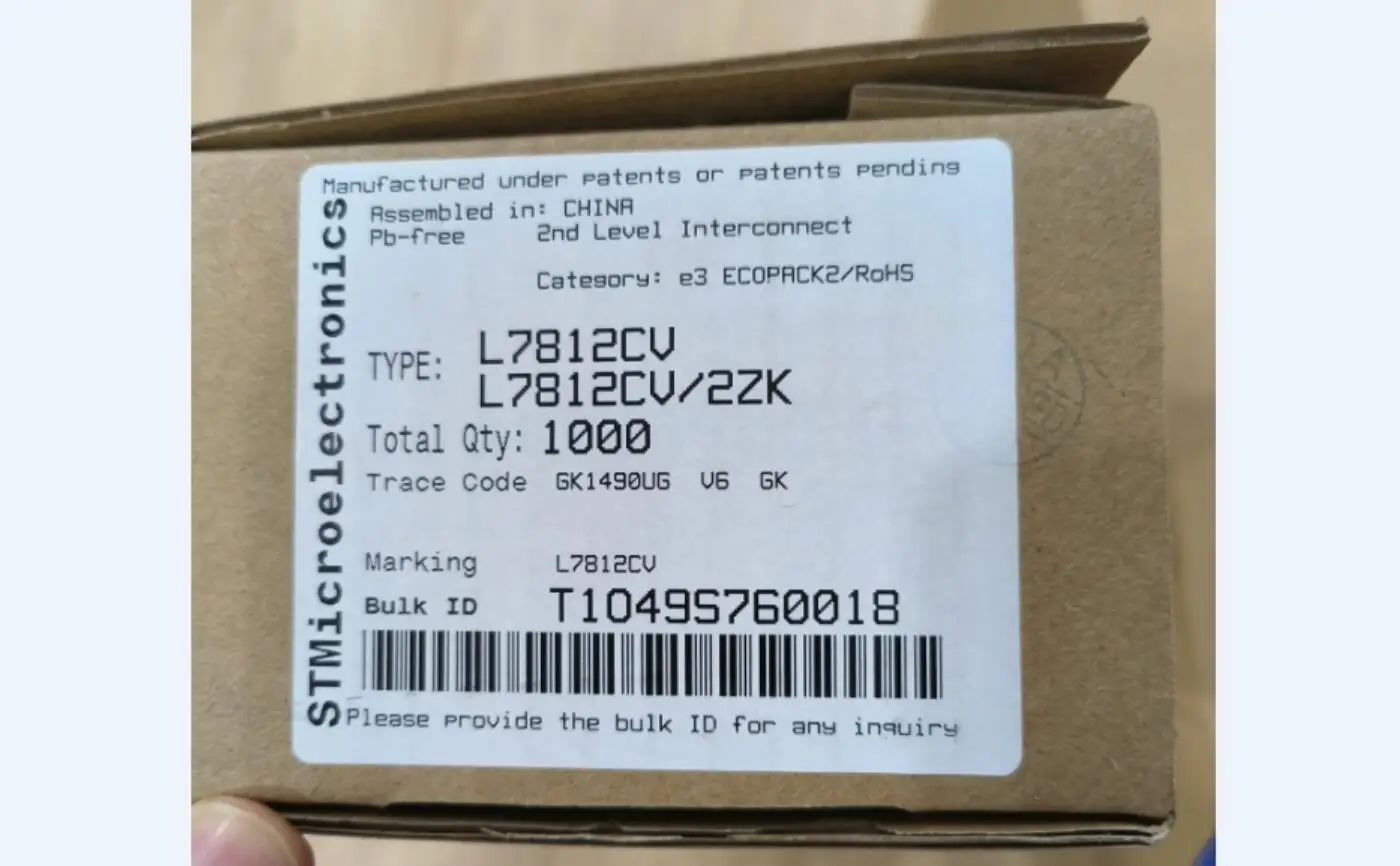 Manufactured under patents or patents pending
Assembled in: CHINA
Pb-free 2nd Level Interconnect
Category: e3 ECOPACK2/RoHS
TYPE: L7812CV
L7812CV/2ZK
Total Qty: 1000
Trace Code GK1490UG V6 GK
Marking L7812CV
Bulk ID T1049S760018
Please provide the bulk ID for any inquiry
STMicroelectronics